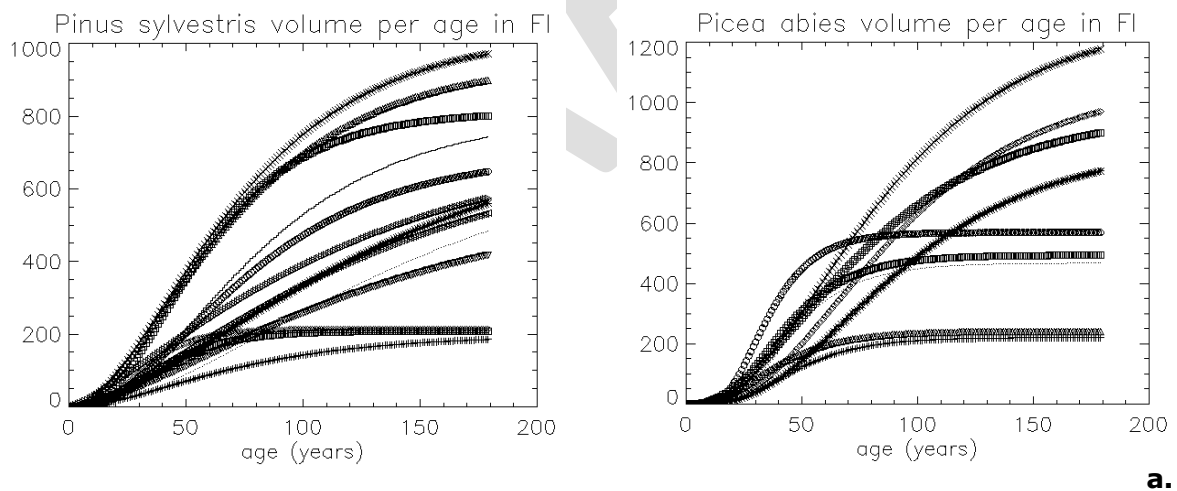 Pinus sylvestris volume per age in FI
1000
800
600
400
200
0
0 50 100 150 200
age (years)
Picea abies volume per age in FI
1200
1000
800
600
400
200
0
0 50 100 150 200
age (years)
a.